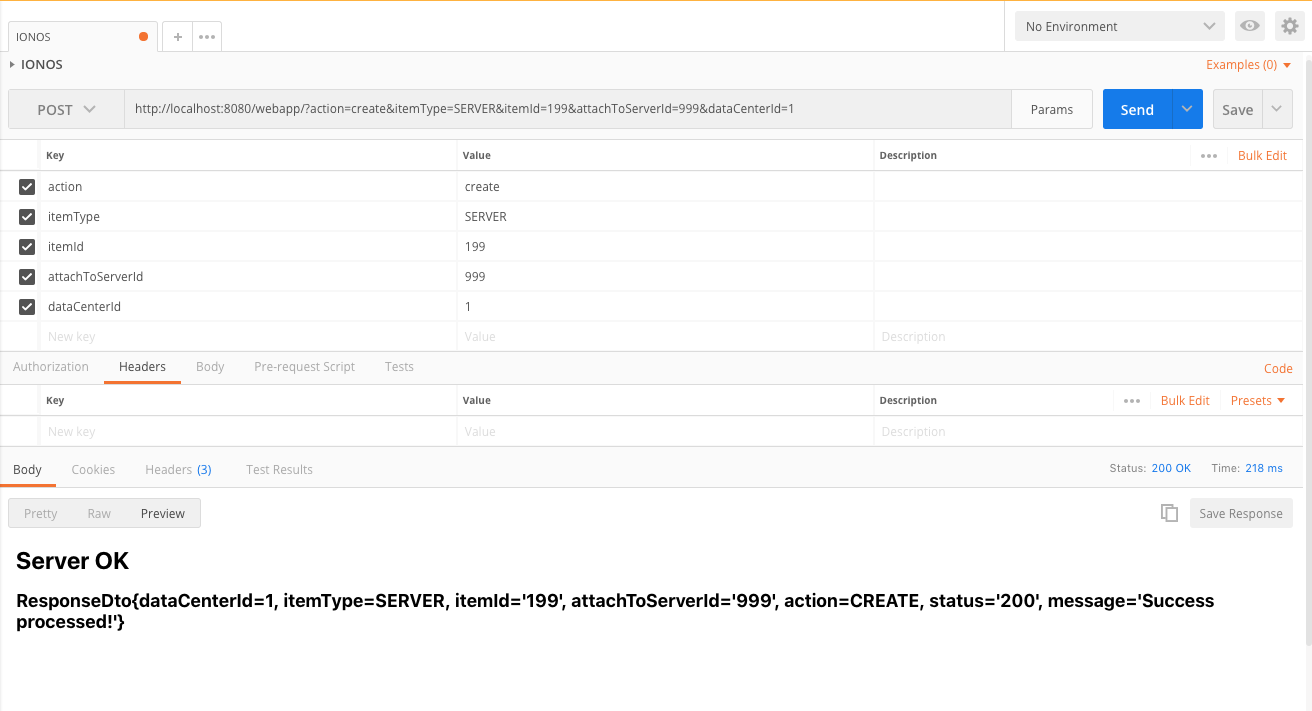 IONOS
No Environment
IONOS
Examples (0)
POST http://localhost:8080/webapp/?action=create&itemType=SERVER&itemId=199&attachToServerId=999&dataCenterId=1 Params Send Save
Key Value Description Bulk Edit
action create
itemType SERVER
itemId 199
attachToServerId 999
dataCenterId 1
New key Value Description
Authorization Headers Body Pre-request Script Tests Code
Key Value Description Bulk Edit Presets
New key Value Description
Body Cookies Headers (3) Test Results Status: 200 OK Time: 218 ms
Pretty Raw Preview Save Response
Server OK
ResponseDto{dataCenterId=1, itemType=SERVER, itemId='199', attachToServerId='999', action=CREATE, status='200', message='Success
processed!'}